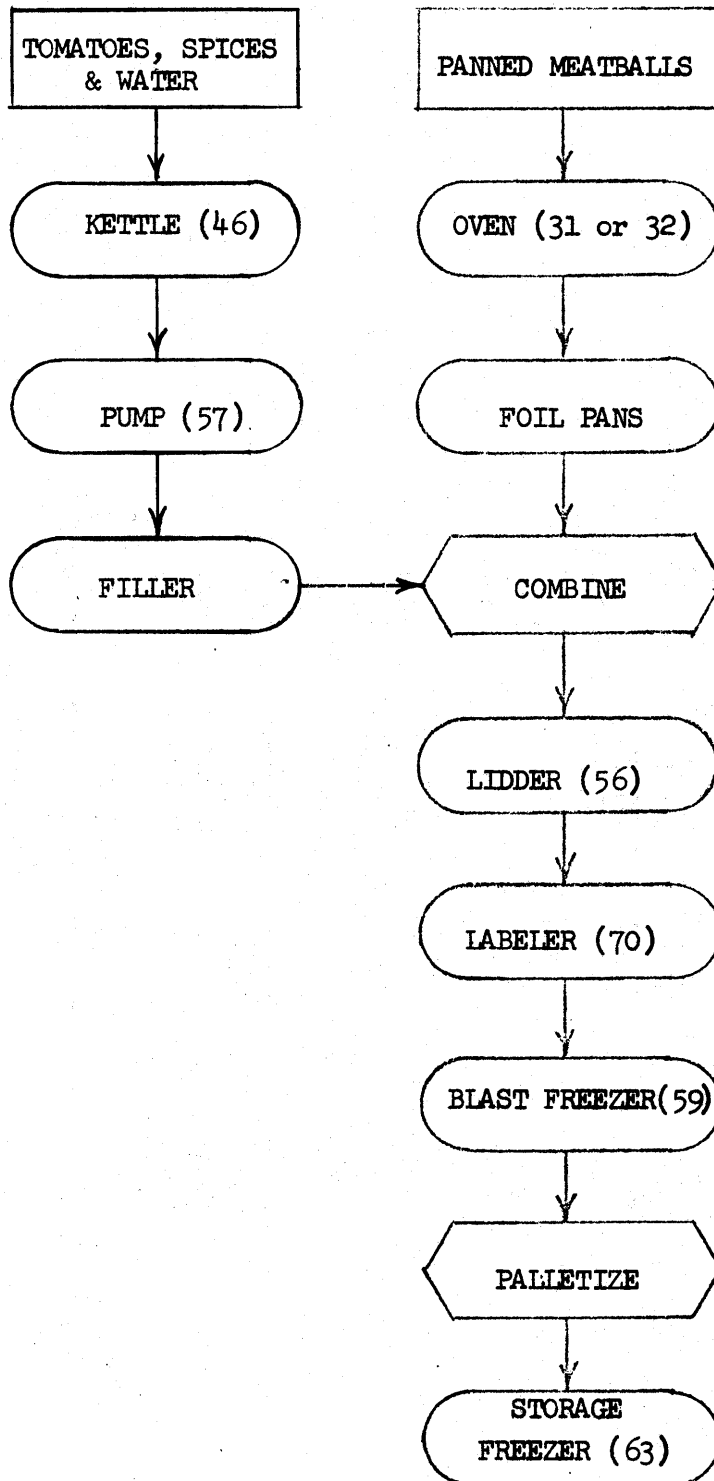 TOMATOES, SPICES
& WATER
KETTLE (46)
PUMP (57)
FILLER
PANNED MEATBALLS
OVEN (31 or 32)
FOIL PANS
COMBINE
LIDDER (56)
LABELER (70)
BLAST FREEZER(59)
PALLETIZE
STORAGE
FREEZER (63)